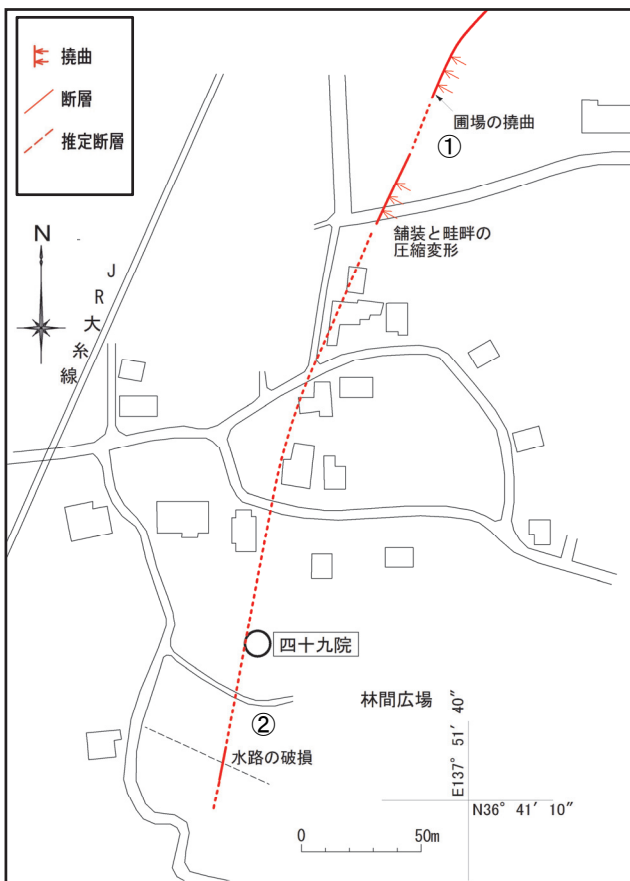 撓曲
断層
推定断層
圃場の撓曲
①
舗装と畦畔の
圧縮変形
N
JR大糸線
四十九院
林間広場
②
水路の破損
E137° 51′ 40″
N36° 41′ 10″
0 50m